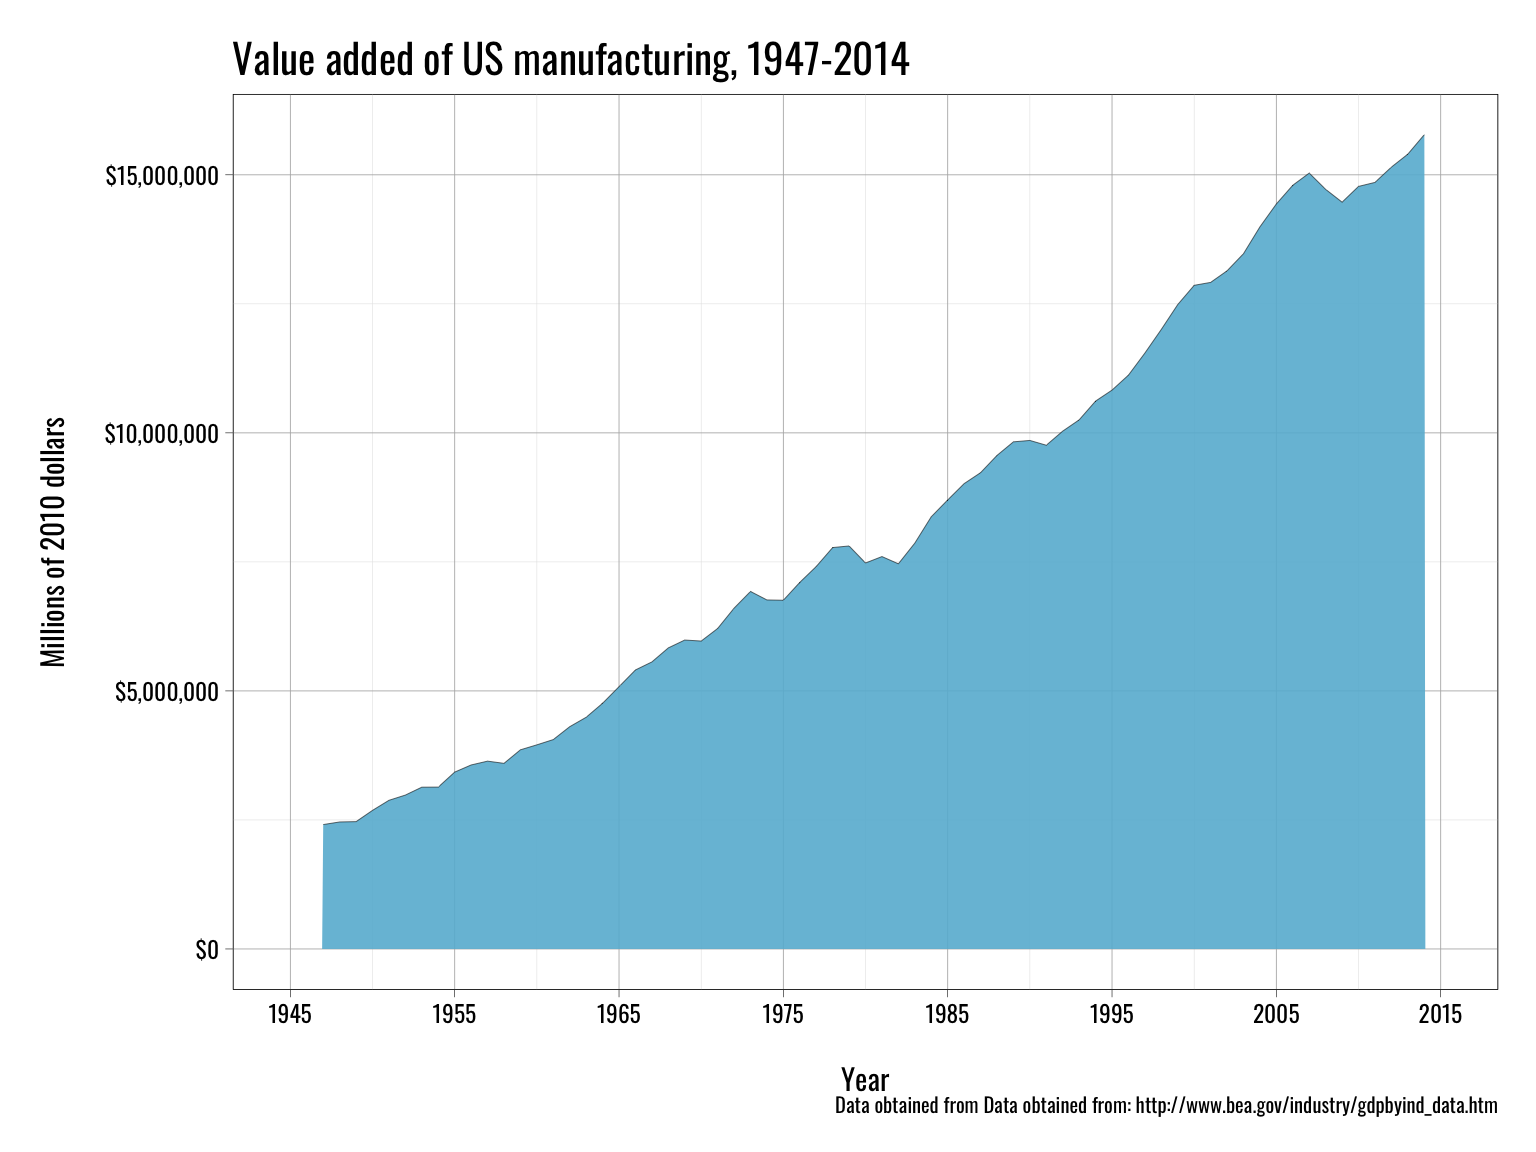 Value added of US manufacturing, 1947-2014
$15,000,000
$10,000,000
$5,000,000
$0
Millions of 2010 dollars
1945 1955 1965 1975 1985 1995 2005 2015
Year
Data obtained from Data obtained from: http://www.bea.gov/industry/gdpbyind_data.htm